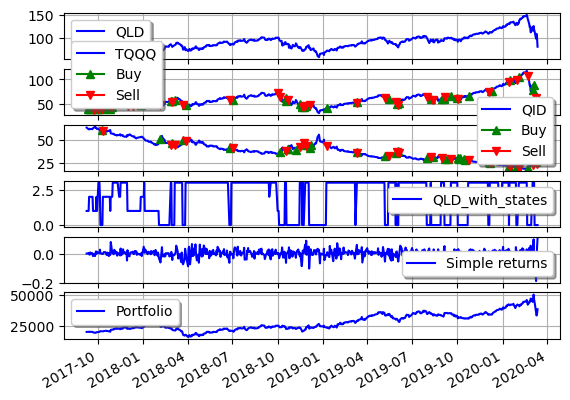 150
100
QLD
TQQQ
Buy
Sell
100
50
QID
Buy
Sell
50
25
2.5
0.0
QLD_with_states
0.0
−0.2
Simple returns
50000
25000
Portfolio
2017-10
2018-01
2018-04
2018-07
2018-10
2019-01
2019-04
2019-07
2019-10
2020-01
2020-04